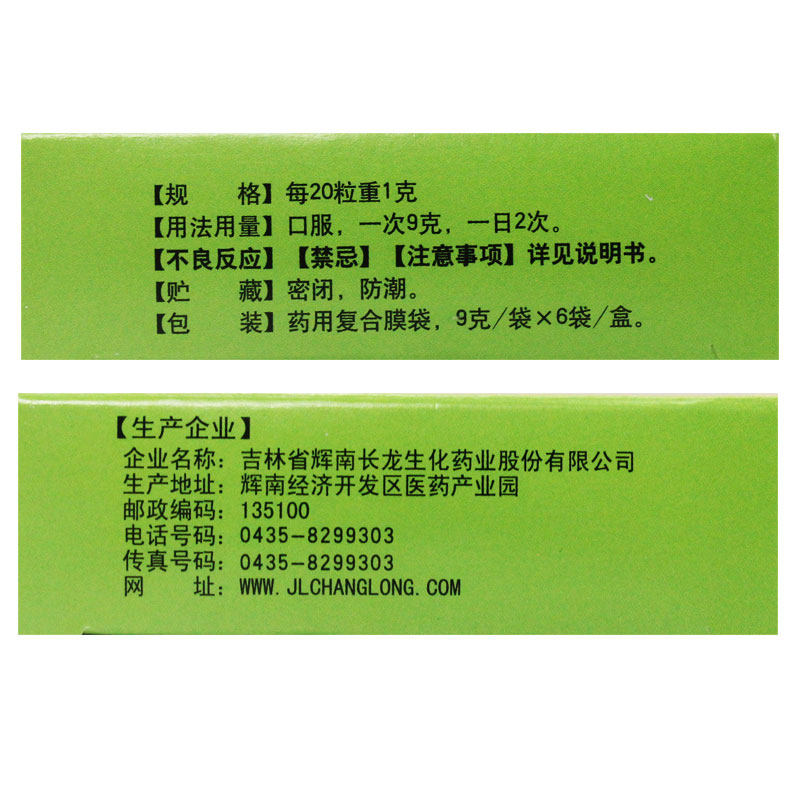 【规　　格】每20粒重1克
【用法用量】口服，一次9克，一日2次。
【不良反应】【禁忌】【注意事项】详见说明书。
【贮　　藏】密闭，防潮。
【包　　装】药用复合膜袋，9克/袋×6袋/盒。
【生产企业】
企业名称：吉林省辉南长龙生化药业股份有限公司
生产地址：辉南经济开发区医药产业园
邮政编码：135100
电话号码：0435-8299303
传真号码：0435-8299303
网　　址：WWW.JLCHANGLONG.COM